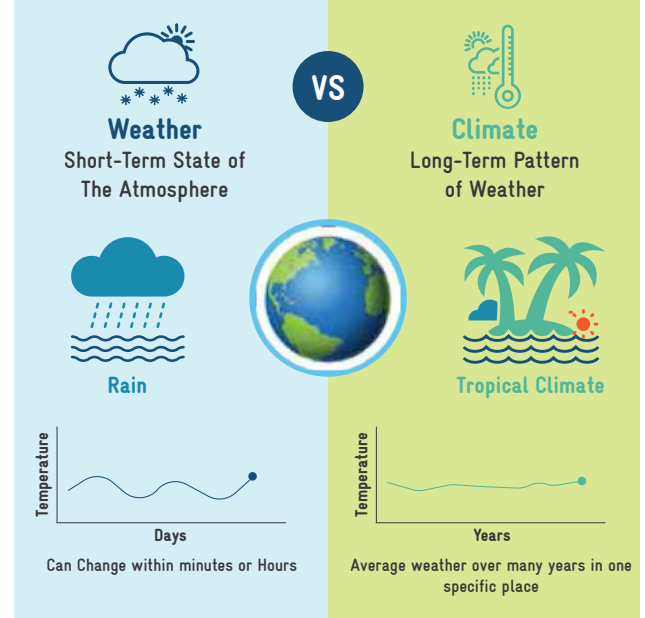 VS
Weather
Short-Term State of
The Atmosphere
Rain
Temperature
Days
Can Change within minutes or Hours
Climate
Long-Term Pattern
of Weather
Tropical Climate
Temperature
Years
Average weather over many years in one
specific place